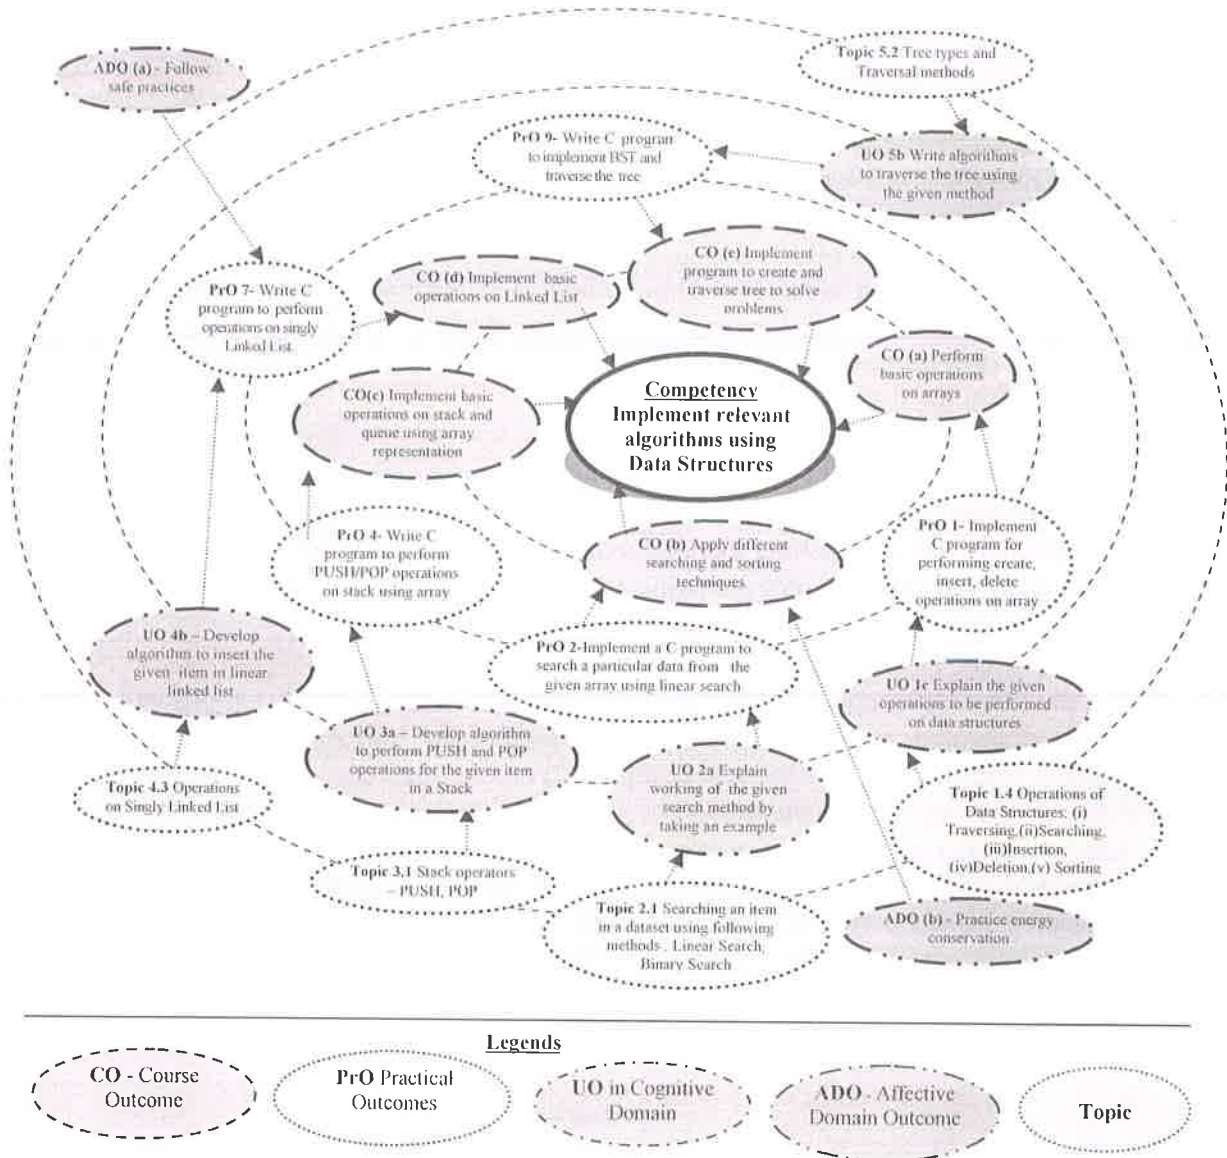 ADO (a) - Follow
safe practices
Topic 5.2 Tree types and
Traversal methods
PrO 9- Write C program
to implement BST and
traverse the tree
UO 5b Write algorithms
to traverse the tree using
the given method
PrO 7- Write C
program to perform
operations on singly
Linked List.
CO (d) Implement basic
operations on Linked List
CO (e) Implement
program to create and
traverse tree to solve
problems
CO (a) Perform
basic operations
on arrays
CO(c) Implement basic
operations on stack and
queue using array
representation
Competency
Implement relevant
algorithms using
Data Structures
PrO 4- Write C
program to perform
PUSH/POP operations
on stack using array
CO (b) Apply different
searching and sorting
techniques
PrO 1- Implement
C program for
performing create,
insert, delete
operations on array
UO 4b – Develop
algorithm to insert the
given item in linear
linked list
PrO 2-Implement a C program to
search a particular data from the
given array using linear search
UO 1c Explain the given
operations to be performed
on data structures
UO 3a – Develop algorithm
to perform PUSH and POP
operations for the given item
in a Stack
UO 2a Explain
working of the given
search method by
taking an example
Topic 4.3 Operations
on Singly Linked List
Topic 1.4 Operations of
Data Structures: (i)
Traversing,(ii)Searching,
(iii)Insertion,
(iv)Deletion,(v) Sorting
Topic 3.1 Stack operators
– PUSH, POP
Topic 2.1 Searching an item
in a dataset using following
methods : Linear Search,
Binary Search
ADO (b) - Practice energy
conservation
Legends
CO - Course
Outcome
PrO Practical
Outcomes
UO in Cognitive
Domain
ADO - Affective
Domain Outcome
Topic